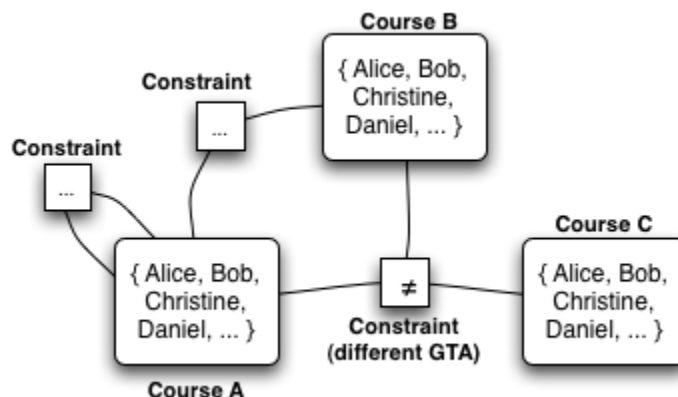 Course B
{ Alice, Bob,
Christine,
Daniel, ... }
Constraint
...
Constraint
...
Course A
{ Alice, Bob,
Christine,
Daniel, ... }
≠
Constraint
(different GTA)
Course C
{ Alice, Bob,
Christine,
Daniel, ... }